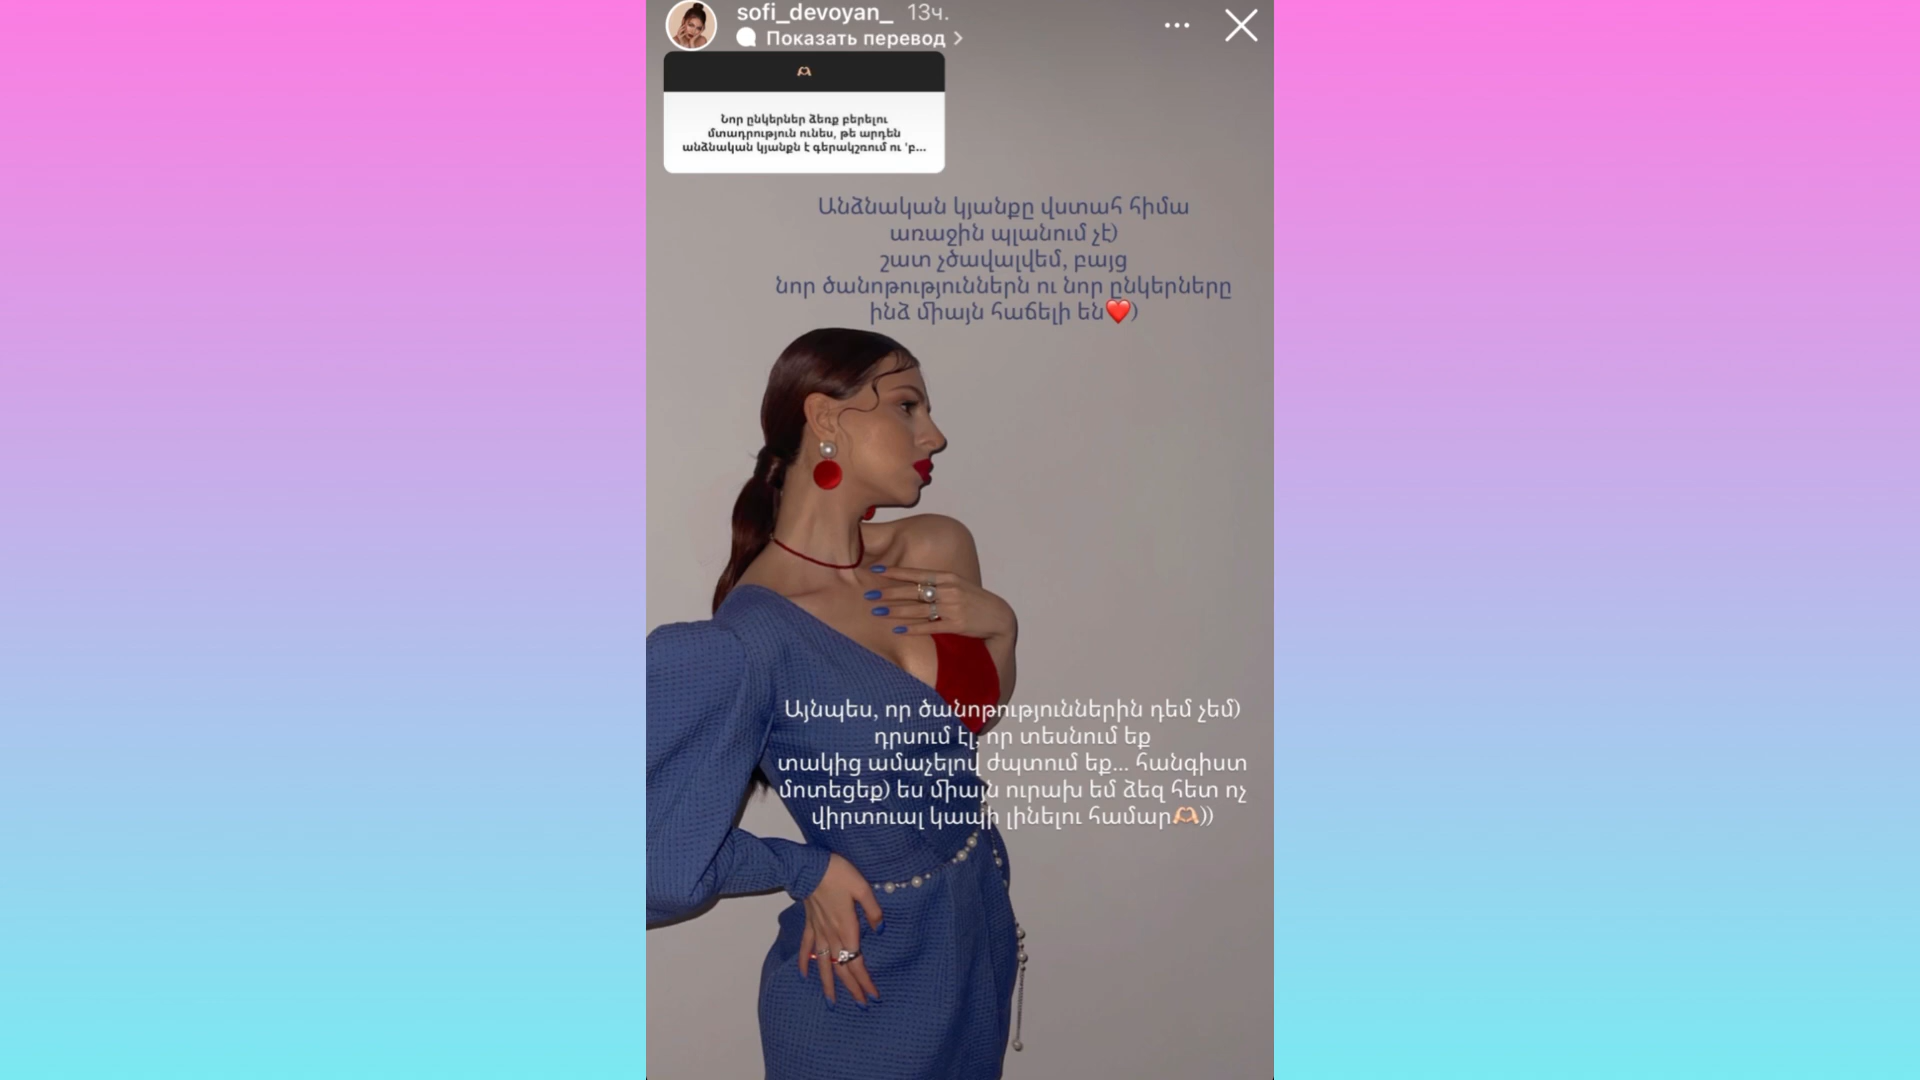 sofi_devoyan_ 13ч.
Показать перевод
Նոր ընկերներ ձեռք բերելու
մտադրություն ունես, թե արդեն
անձնական կյանքն է գերակշռում ու 'բ...
Անձնական կյանքը վստահ հիմա
առաջին պլանում չէ)
շատ չծավալվեմ, բայց
նոր ծանոթություններն ու նոր ընկերները
ինձ միայն հաճելի են❤️)
Այնպես, որ ծանոթություններին դեմ չեմ)
դրսում էլ, որ տեսնում եք
տակից ամաչելով ժպտում եք... հանգիստ
մոտեցեք) ես միայն ուրախ եմ ձեզ հետ ոչ
վիրտուալ կապի լինելու համար🫶🏻))